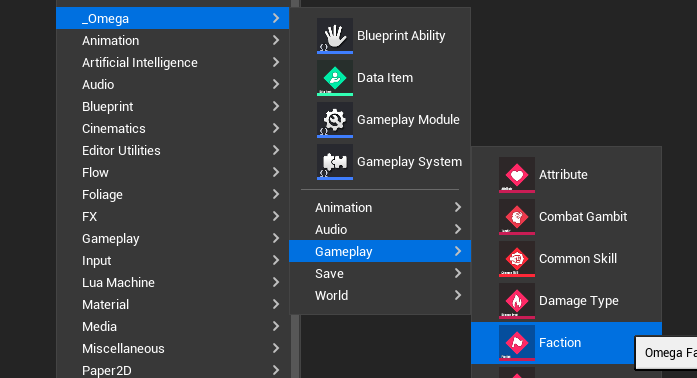 _Omega
Animation
Artificial Intelligence
Audio
Blueprint
Cinematics
Editor Utilities
Flow
Foliage
FX
Gameplay
Input
Lua Machine
Material
Media
Miscellaneous
Paper2D
Blueprint Ability
Data Item
Gameplay Module
Gameplay System
Animation
Audio
Gameplay
Save
World
Attribute
Combat Gambit
Common Skill
Damage Type
Faction
Omega Fa